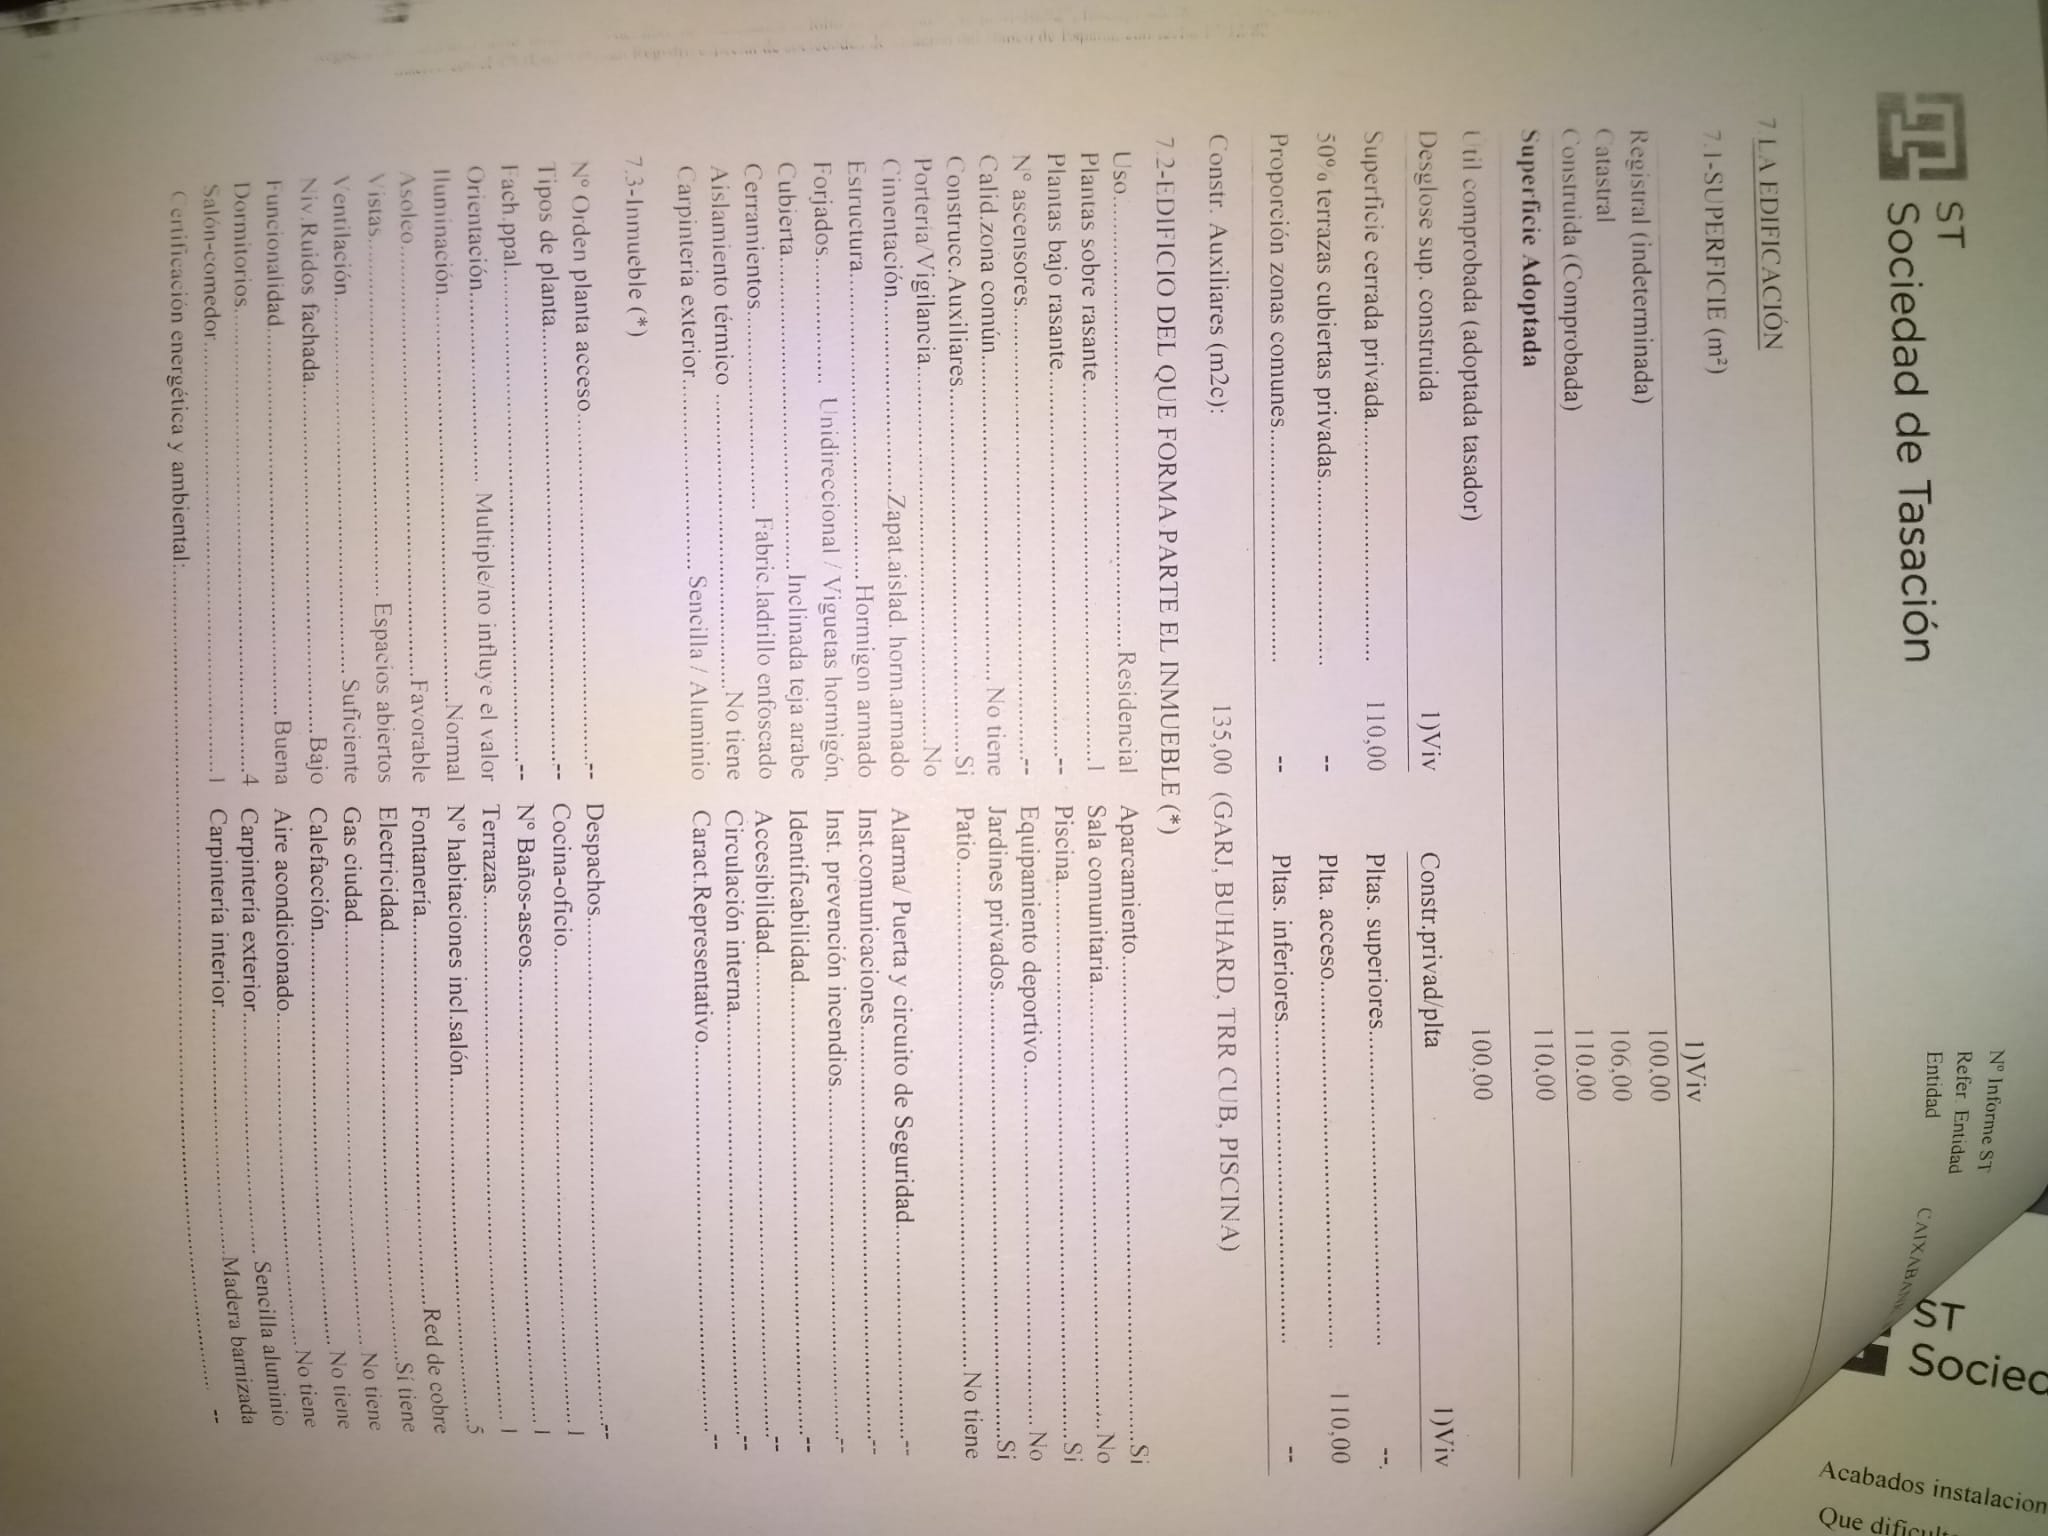 ST
Sociedad de Tasación
Nº Informe ST
Refer. Entidad
Entidad CAIXABANK
7.LA EDIFICACIÓN
7.1-SUPERFICIE (m²)
1)Viv
Registral (indeterminada) 100,00
Catastral 106,00
Construida (Comprobada) 110,00
Superficie Adoptada 110,00
Util comprobada (adoptada tasador) 100,00
Desglose sup. construida 1)Viv Constr.privad/plta 1)Viv
Superficie cerrada privada 110,00 Pltas. superiores --.
50% terrazas cubiertas privadas -- Plta. acceso 110,00
Proporción zonas comunes -- Pltas. inferiores --
Constr. Auxiliares (m2c): 135,00 (GARJ, BUHARD, TRR CUB, PISCINA)
7.2-EDIFICIO DEL QUE FORMA PARTE EL INMUEBLE (*)
Uso Residencial Aparcamiento Si
Plantas sobre rasante 1 Sala comunitaria No
Plantas bajo rasante -- Piscina Si
Nº ascensores -- Equipamiento deportivo No
Calid.zona común No tiene Jardines privados Si
Construcc.Auxiliares Si Patio No tiene
Portería/Vigilancia No
Cimentación Zapat.aislad. horm.armado Alarma/ Puerta y circuito de Seguridad --
Estructura Hormigon armado Inst.comunicaciones --
Forjados Unidireccional / Viguetas hormigón, Inst. prevención incendios --
Cubierta Inclinada teja arabe Identificabilidad --
Cerramientos Fabric.ladrillo enfoscado Accesibilidad --
Aislamiento térmico No tiene Circulación interna --
Carpinteria exterior Sencilla / Aluminio Caract.Representativo --
7.3-Inmueble (*)
Nº Orden planta acceso -- Despachos --
Tipos de planta -- Cocina-oficio 1
Fach.ppal -- Nº Baños-aseos 1
Orientación Multiple/no influye el valor Terrazas 1
Iluminación Normal Nº habitaciones incl.salón 5
Asoleo Favorable Fontanería Red de cobre
Vistas Espacios abiertos Electricidad Sí tiene
Ventilación Suficiente Gas ciudad No tiene
Niv.Ruidos fachada Bajo Calefacción No tiene
Funcionalidad Buena Aire acondicionado No tiene
Dormitorios 4 Carpintería exterior Sencilla aluminio
Salón-comedor 1 Carpintería interior Madera barnizada
Certificación energética y ambiental: --
ST
Socied
Acabados instalacion
Que dificult